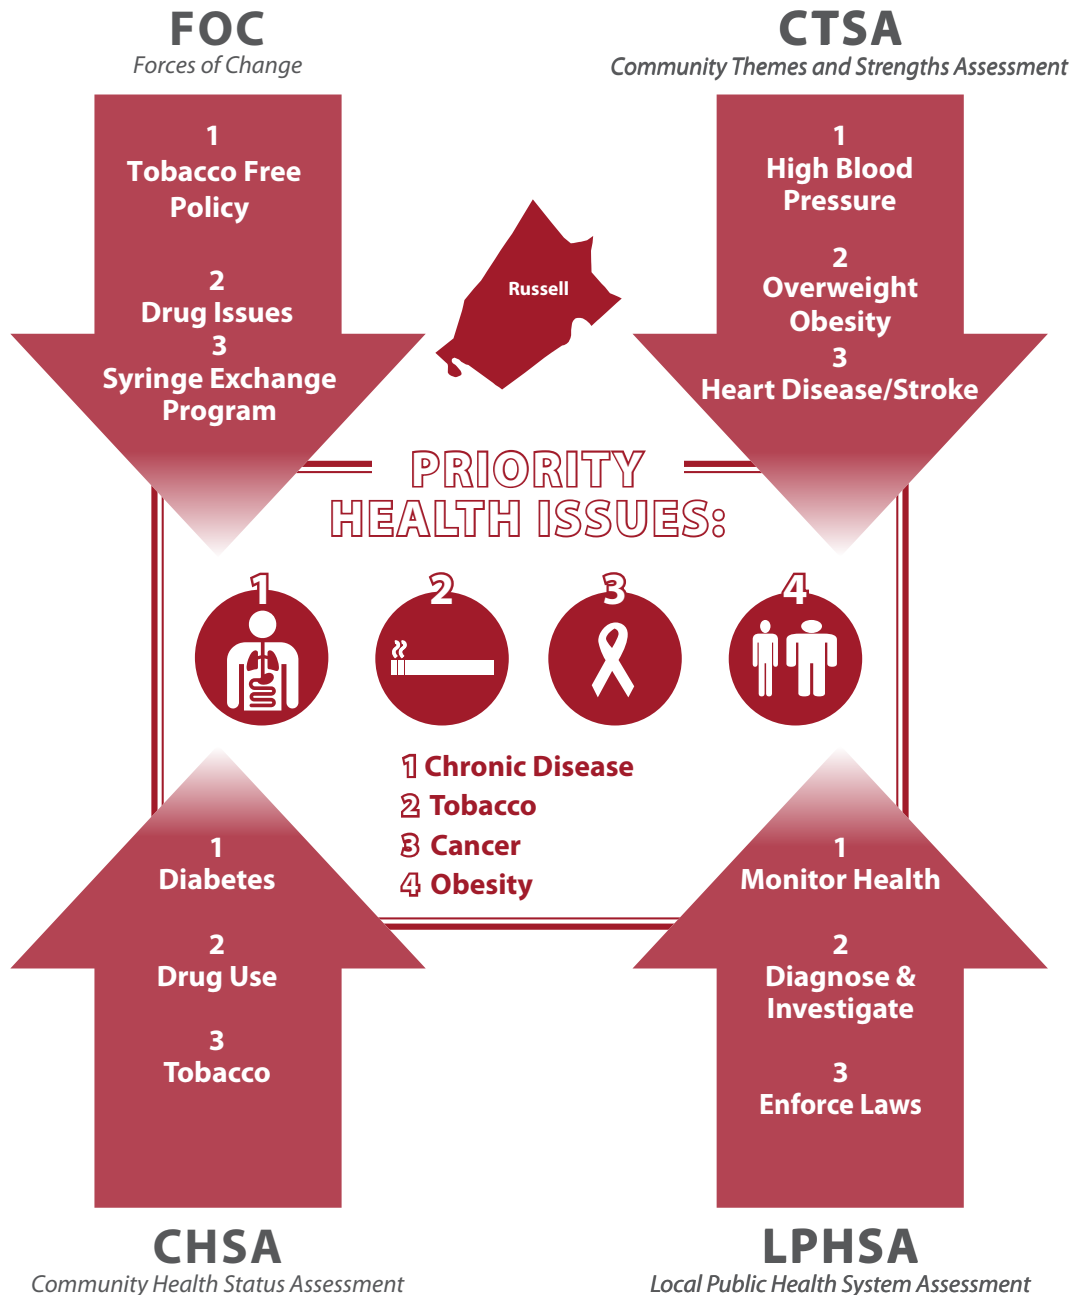 FOC
Forces of Change
1
Tobacco Free
Policy
2
Drug Issues
3
Syringe Exchange
Program
CTSA
Community Themes and Strengths Assessment
1
High Blood
Pressure
2
Overweight
Obesity
3
Heart Disease/Stroke
Russell
PRIORITY
HEALTH ISSUES:
1
2
3
4
1 Chronic Disease
2 Tobacco
3 Cancer
4 Obesity
1
Diabetes
2
Drug Use
3
Tobacco
CHSA
Community Health Status Assessment
1
Monitor Health
2
Diagnose &
Investigate
3
Enforce Laws
LPHSA
Local Public Health System Assessment